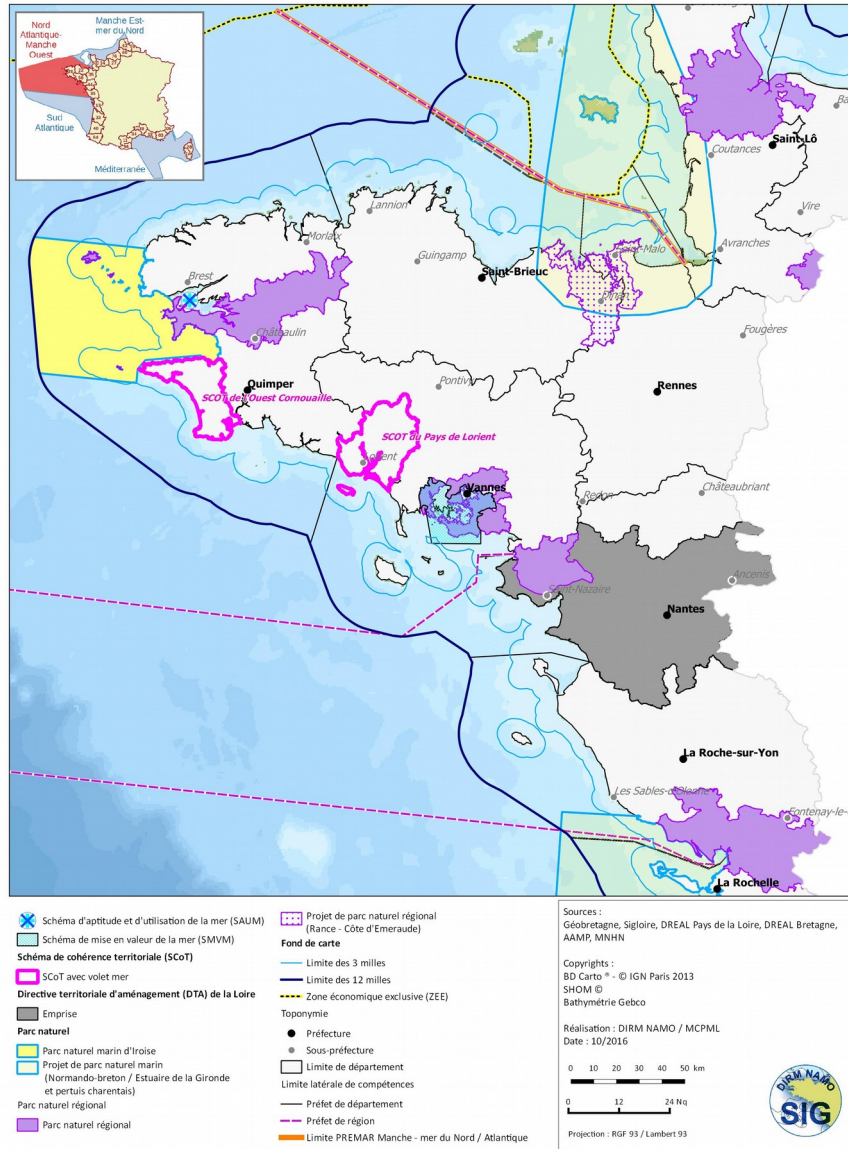 Nord
Atlantique-
Manche
Ouest
Manche Est-
mer du Nord
Sud
Atlantique
Méditerranée
Saint-Lô
Coutances
Vire
Avranches
Lannion
Morlaix
Guingamp
Saint-Brieuc
Saint-Malo
Dinan
Brest
Fougères
Châteaulin
Quimper
SCOT de l'Ouest Cornouaille
Pontivy
Rennes
SCOT du Pays de Lorient
Lorient
Vannes
Redon
Châteaubriant
Saint-Nazaire
Ancenis
Nantes
La Roche-sur-Yon
Les Sables-d'Olonne
Fontenay-le-
La Rochelle
Schéma d'aptitude et d'utilisation de la mer (SAUM)
Schéma de mise en valeur de la mer (SMVM)
Schéma de cohérence territoriale (SCoT)
SCoT avec volet mer
Directive territoriale d'aménagement (DTA) de la Loire
Emprise
Parc naturel
Parc naturel marin d'Iroise
Projet de parc naturel marin
(Normando-breton / Estuaire de la Gironde
et pertuis charentais)
Parc naturel régional
Parc naturel régional
Projet de parc naturel régional
(Rance - Côte d'Emeraude)
Fond de carte
Limite des 3 milles
Limite des 12 milles
Zone économique exclusive (ZEE)
Toponymie
Préfecture
Sous-préfecture
Limite de département
Limite latérale de compétences
Préfet de département
Préfet de région
Limite PREMAR Manche - mer du Nord / Atlantique
Sources :
Géobretagne, Sigloire, DREAL Pays de la Loire, DREAL Bretagne,
AAMP, MNHN
Copyrights :
BD Carto ® - © IGN Paris 2013
SHOM ©
Bathymétrie Gebco
Réalisation : DIRM NAMO / MCPML
Date : 10/2016
0 10 20 30 40 50 km
0 12 24 Nq
Projection : RGF 93 / Lambert 93
DIRM NAMO
SIG